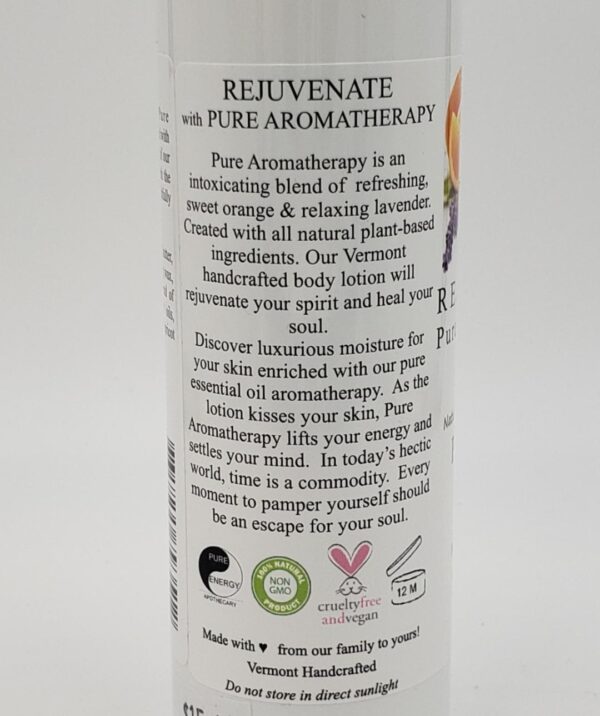 REJUVENATE
with PURE AROMATHERAPY
Pure Aromatherapy is an
intoxicating blend of refreshing,
sweet orange & relaxing lavender.
Created with all natural plant-based
ingredients. Our Vermont
handcrafted body lotion will
rejuvenate your spirit and heal your
soul.
Discover luxurious moisture for
your skin enriched with our pure
essential oil aromatherapy. As the
lotion kisses your skin, Pure
Aromatherapy lifts your energy and
settles your mind. In today's hectic
world, time is a commodity. Every
moment to pamper yourself should
be an escape for your soul.
PURE
ENERGY
APOTHECARY
100% NATURAL
NON
GMO
PRODUCT
crueltyfree
andvegan
12 M
Made with ♥ from our family to yours!
Vermont Handcrafted
Do not store in direct sunlight